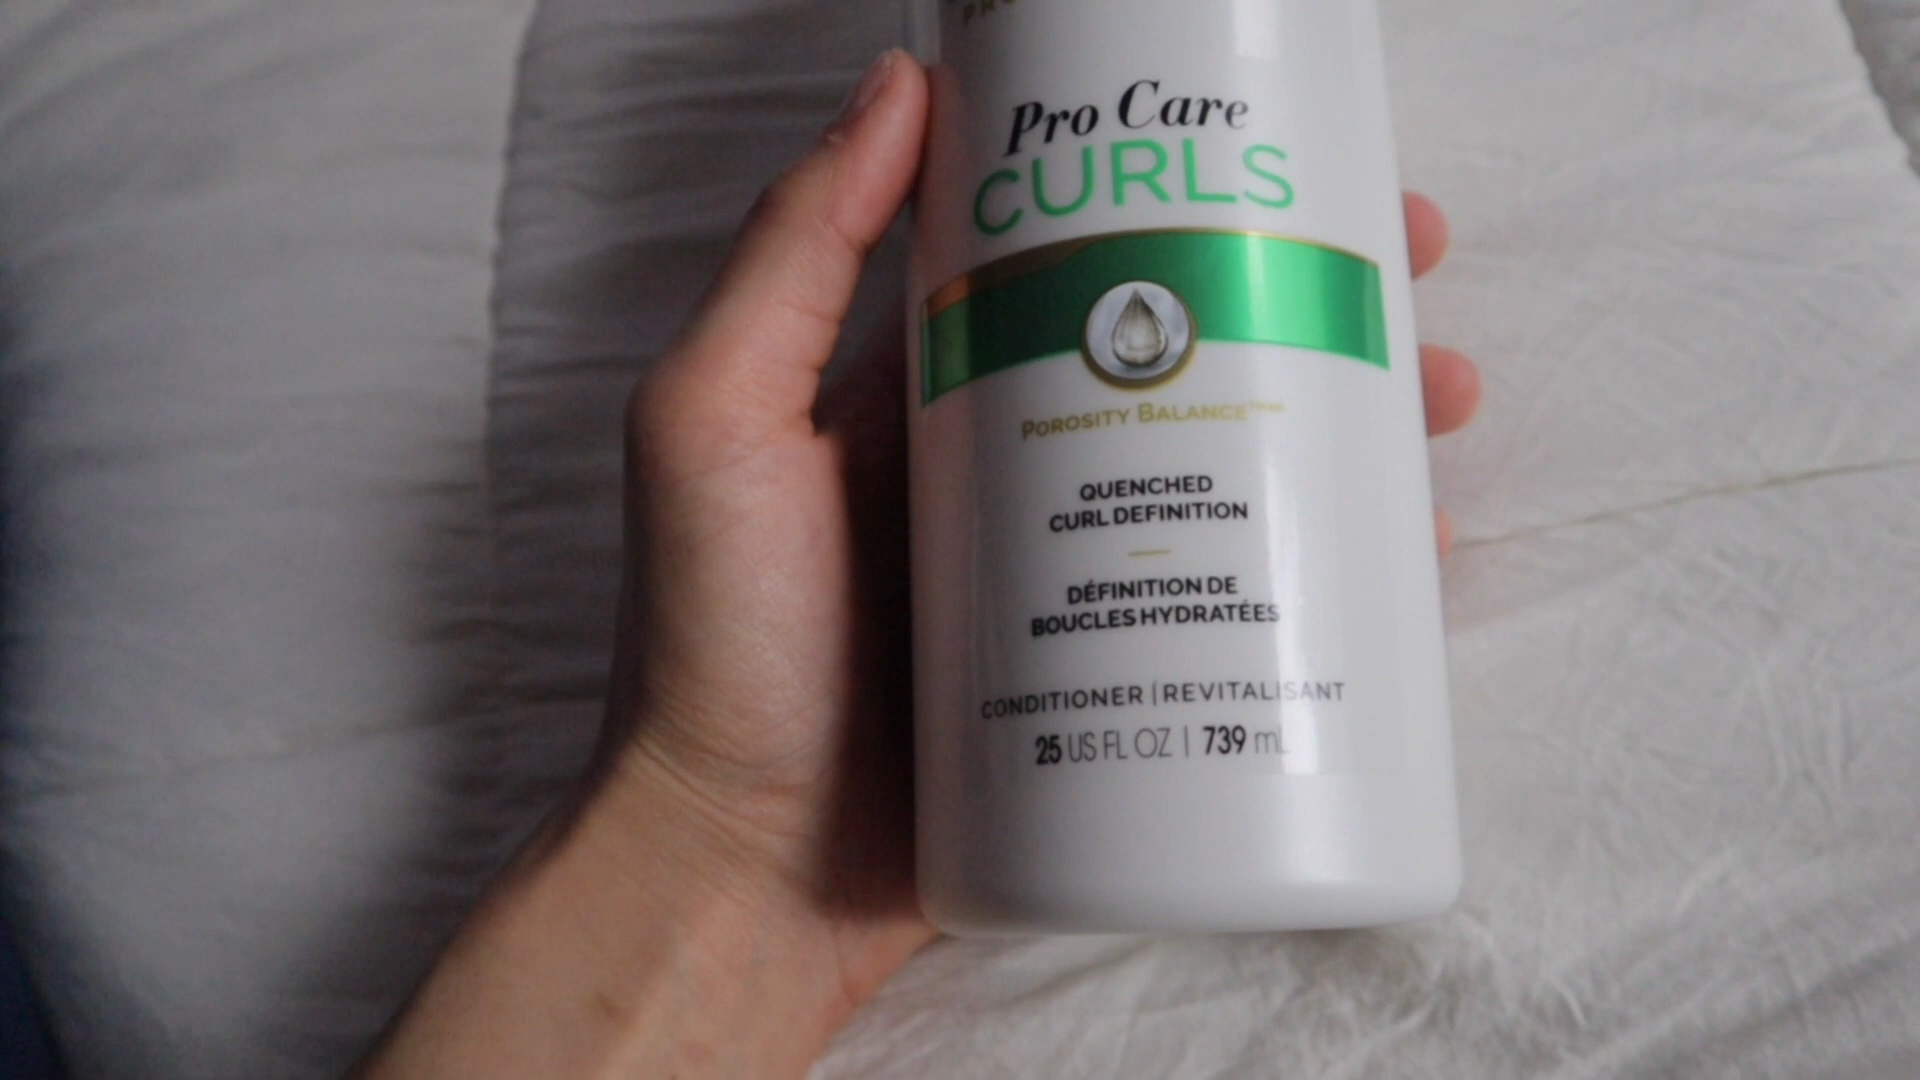 Pro Care
CURLS
POROSITY BALANCE
QUENCHED
CURL DEFINITION
DÉFINITION DE
BOUCLES HYDRATÉES
CONDITIONER | REVITALISANT
25 US FL OZ | 739 mL